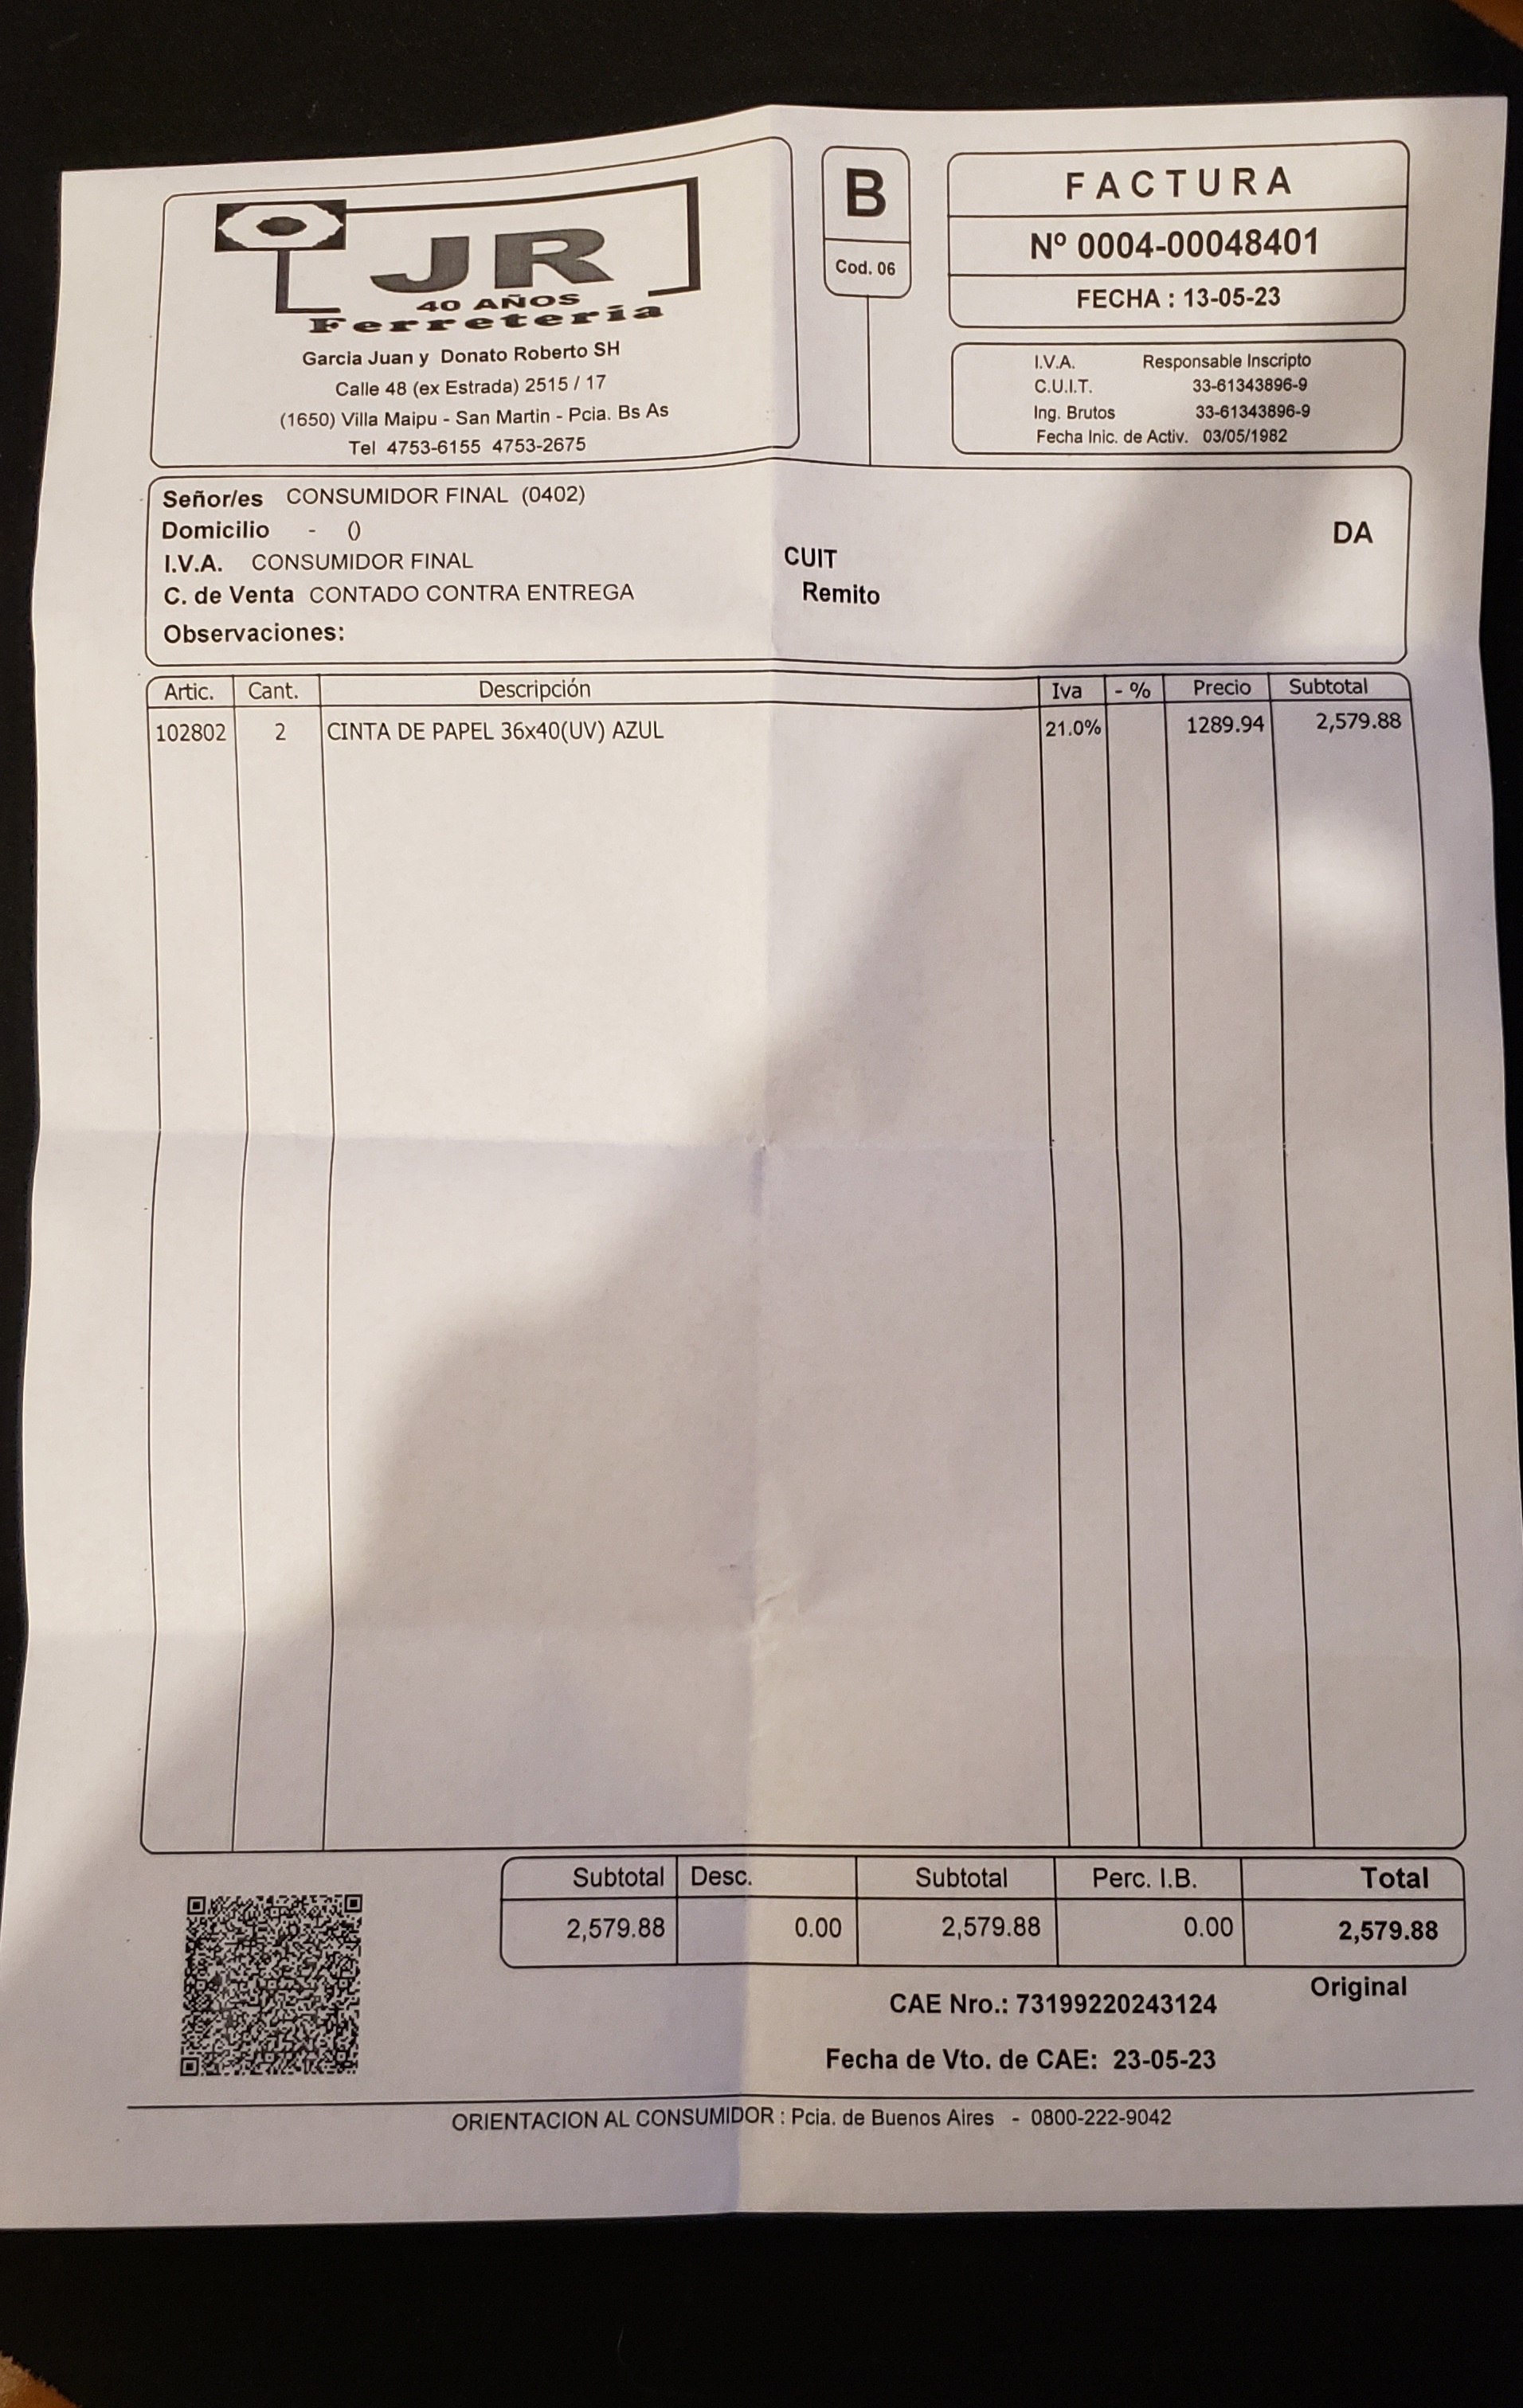 JR
40 AÑOS
Ferretería
Garcia Juan y Donato Roberto SH
Calle 48 (ex Estrada) 2515 / 17
(1650) Villa Maipu - San Martin - Pcia. Bs As
Tel 4753-6155 4753-2675
B
Cod. 06
FACTURA
Nº 0004-00048401
FECHA : 13-05-23
I.V.A. Responsable Inscripto
C.U.I.T. 33-61343896-9
Ing. Brutos 33-61343896-9
Fecha Inic. de Activ. 03/05/1982
Señor/es CONSUMIDOR FINAL (0402)
Domicilio - ()
DA
I.V.A. CONSUMIDOR FINAL CUIT
C. de Venta CONTADO CONTRA ENTREGA Remito
Observaciones:
Artic. Cant. Descripción Iva - % Precio Subtotal
102802 2 CINTA DE PAPEL 36x40(UV) AZUL 21.0% 1289.94 2,579.88
Subtotal Desc. Subtotal Perc. I.B. Total
2,579.88 0.00 2,579.88 0.00 2,579.88
Original
CAE Nro.: 73199220243124
Fecha de Vto. de CAE: 23-05-23
ORIENTACION AL CONSUMIDOR : Pcia. de Buenos Aires - 0800-222-9042